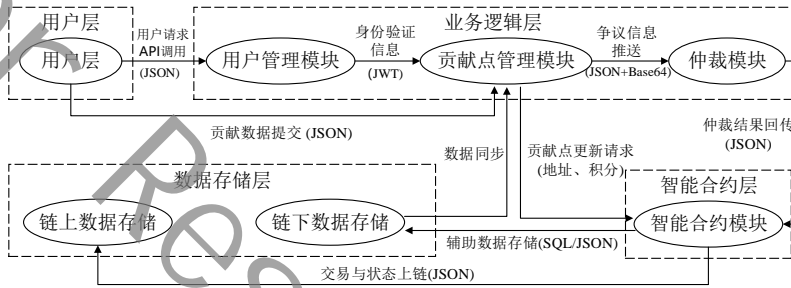 用户层
业务逻辑层
用户请求
API调用
(JSON)
身份验证
信息
(JWT)
争议信息
推送
(JSON+Base64)
用户层
用户管理模块
贡献点管理模块
仲裁模块
贡献数据提交 (JSON)
仲裁结果回传
(JSON)
数据同步
贡献点更新请求
(地址、积分)
数据存储层
智能合约层
链上数据存储
链下数据存储
智能合约模块
辅助数据存储(SQL/JSON)
交易与状态上链(JSON)